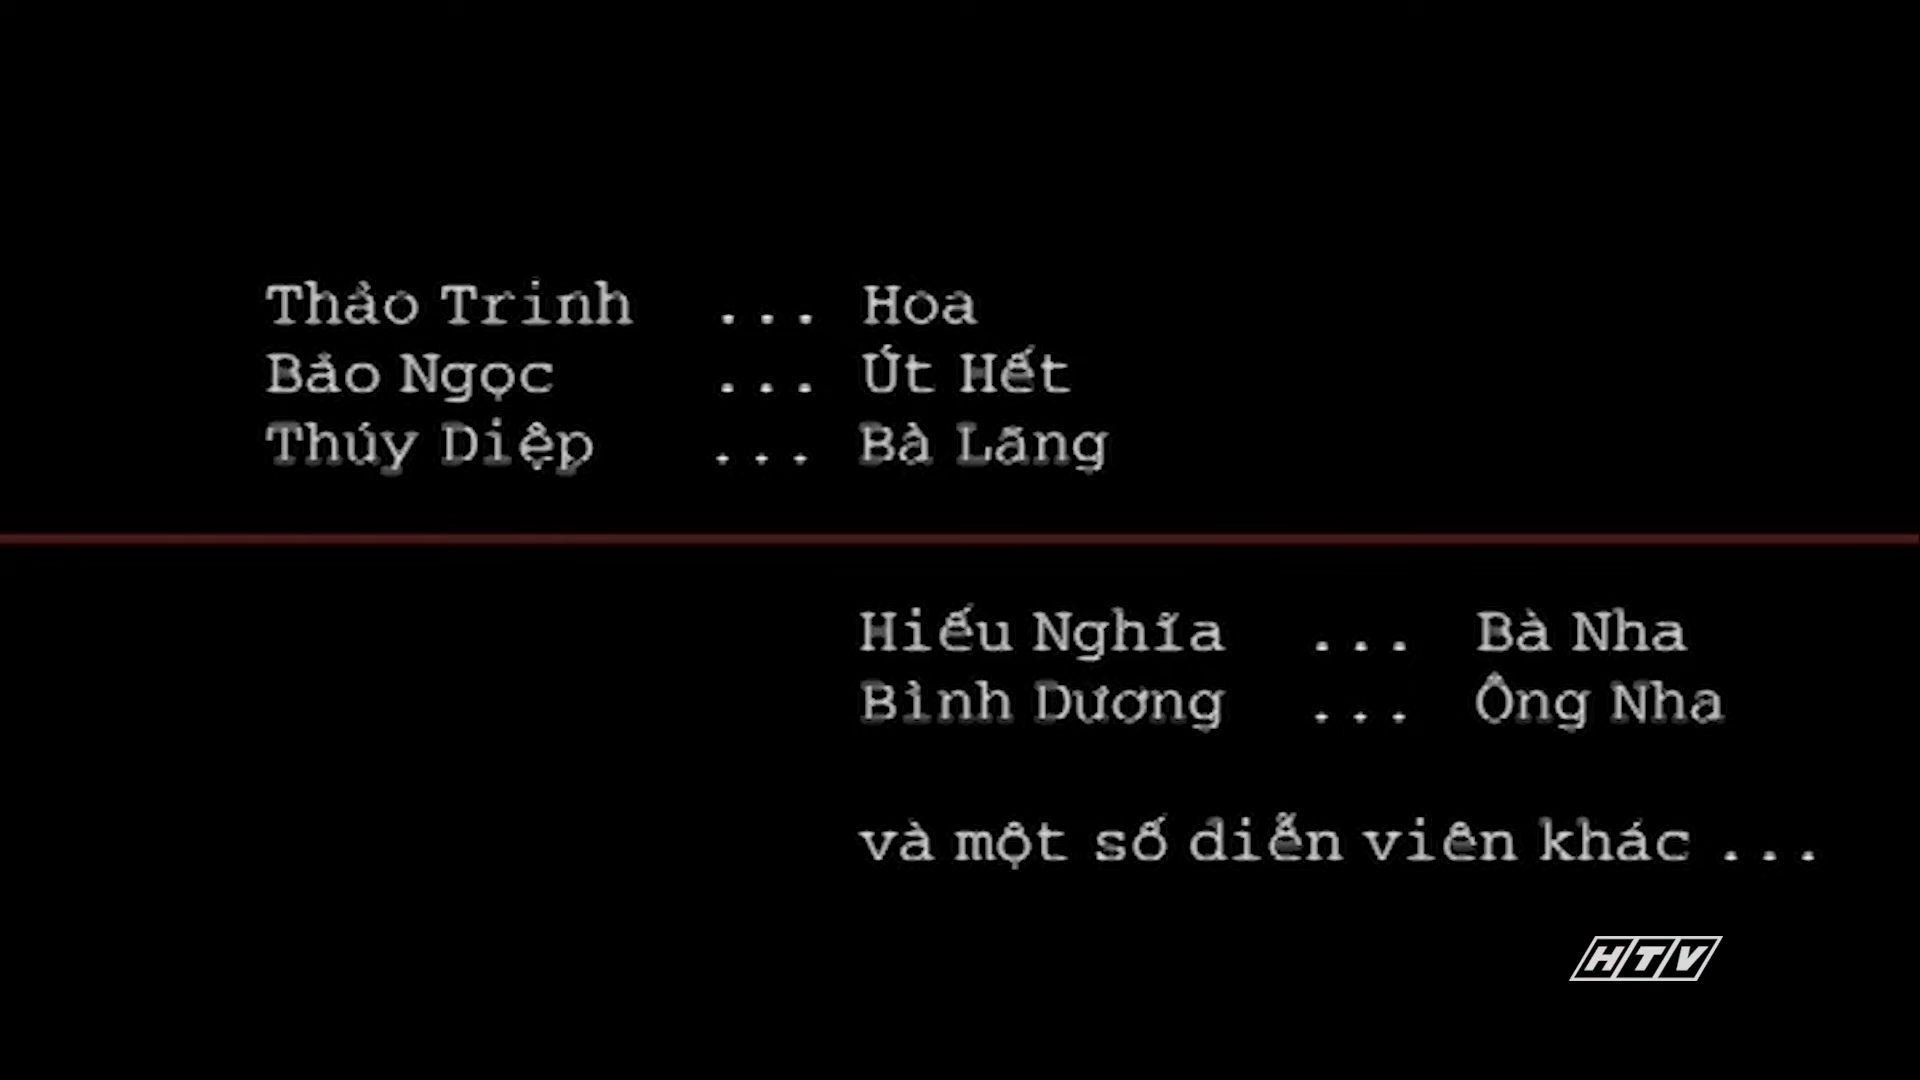 Thảo Trinh ... Hoa
Bảo Ngọc ... Út Hết
Thúy Diệp ... Bà Lãng
Hiếu Nghĩa ... Bà Nha
Bình Dương ... Ông Nha
và một số diễn viên khác ...
HTV